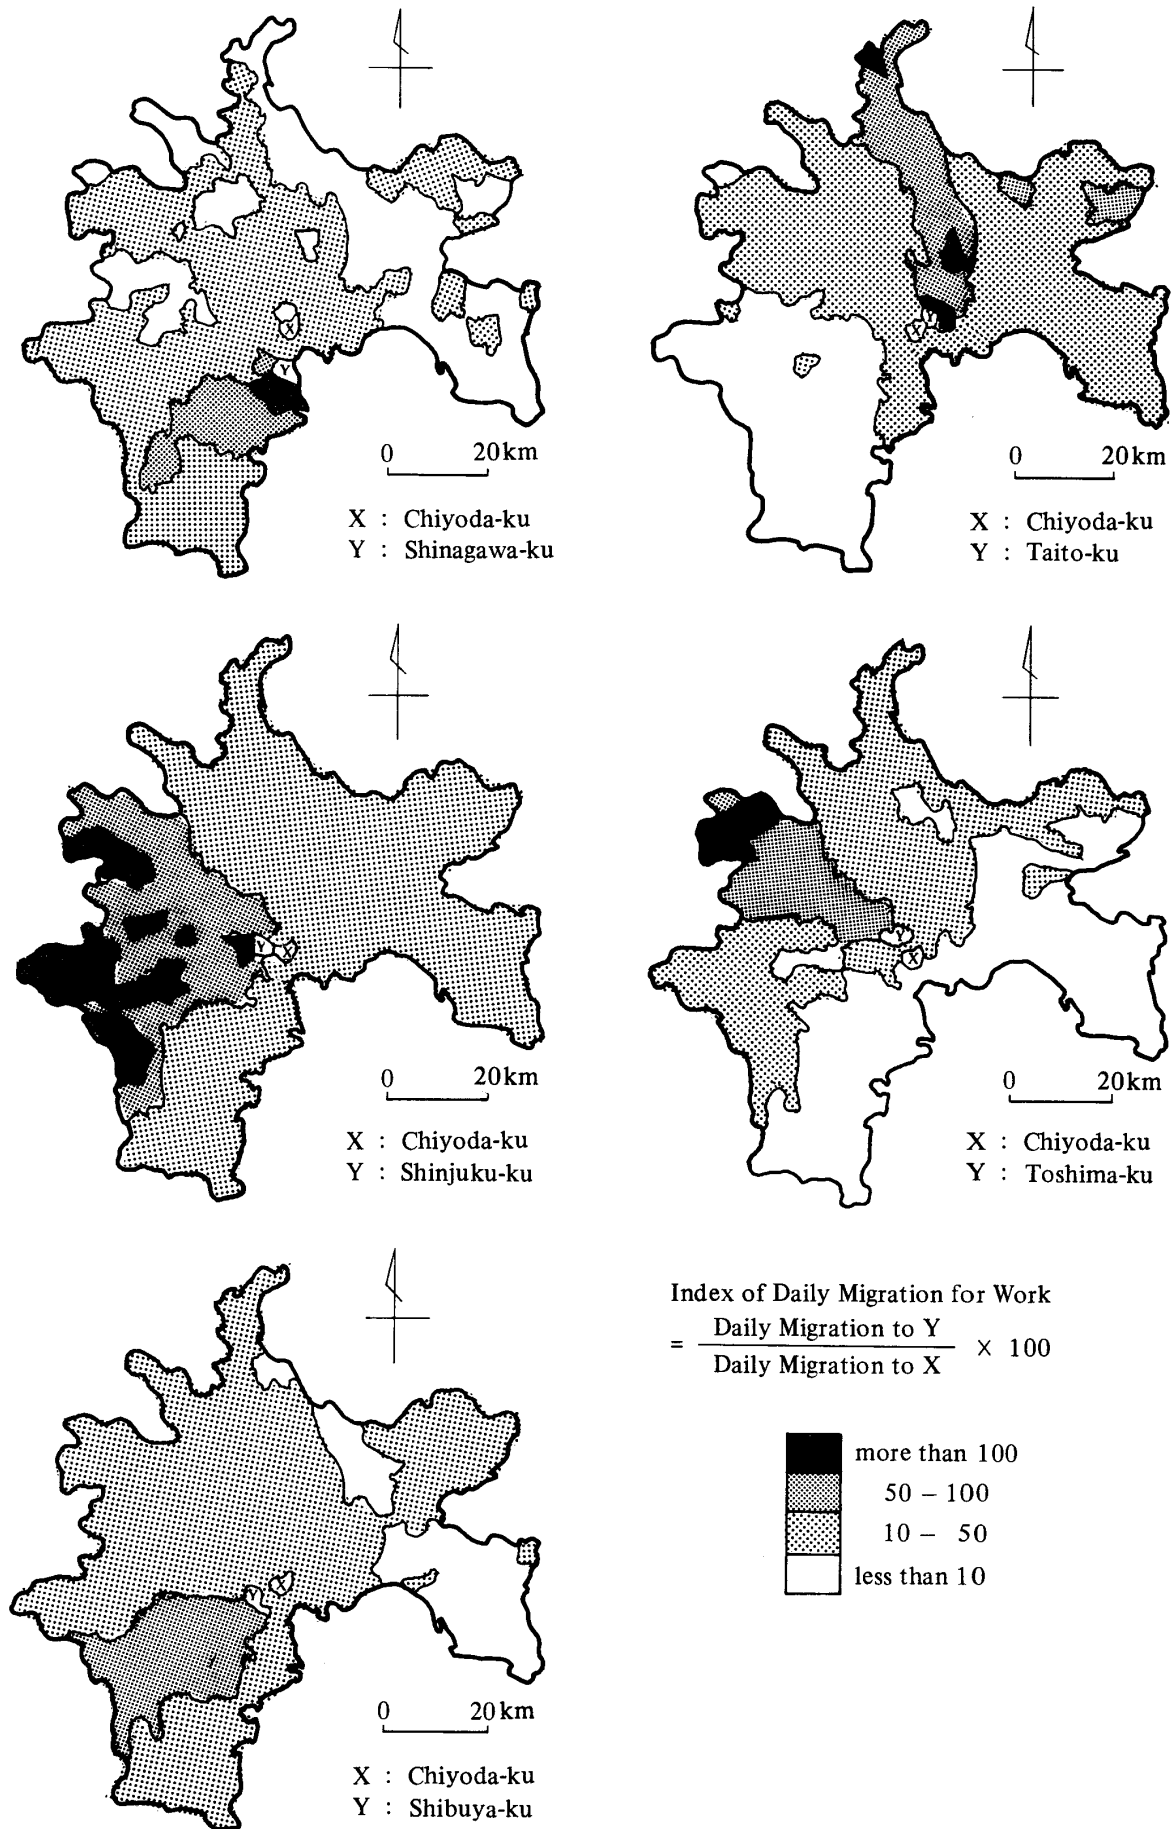 X
Y
0 20km
X : Chiyoda-ku
Y : Shinagawa-ku
X
Y
0 20km
X : Chiyoda-ku
Y : Taito-ku
Y X
0 20km
X : Chiyoda-ku
Y : Shinjuku-ku
Y
X
0 20km
X : Chiyoda-ku
Y : Toshima-ku
Y X
0 20km
X : Chiyoda-ku
Y : Shibuya-ku
Index of Daily Migration for Work
= Daily Migration to Y
Daily Migration to X × 100
more than 100
50 – 100
10 – 50
less than 10